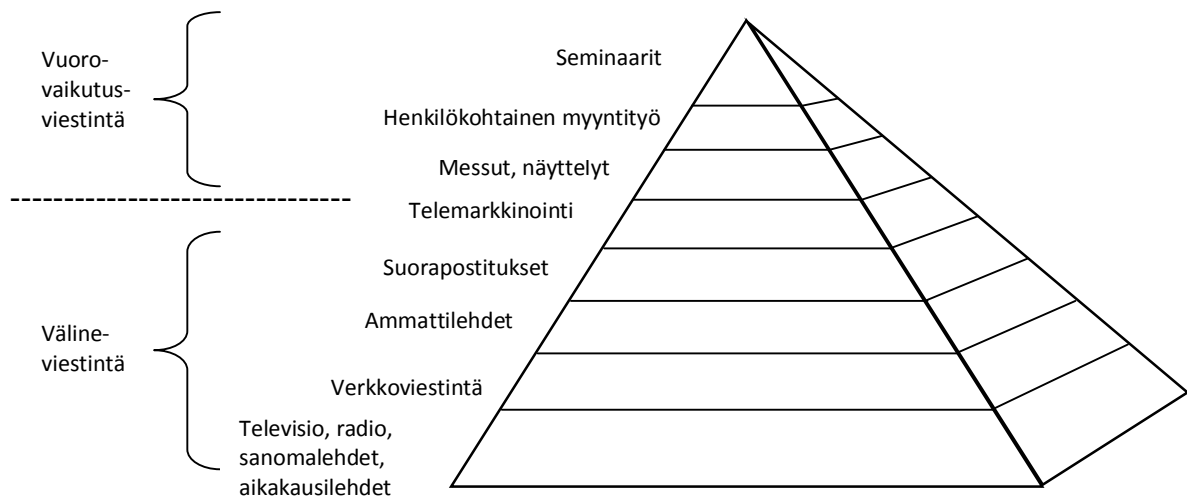 Vuoro-
vaikutus-
viestintä
Seminaarit
Henkilökohtainen myyntityö
Messut, näyttelyt
Telemarkkinointi
Suorapostitukset
Ammattilehdet
Väline-
viestintä
Verkkoviestintä
Televisio, radio,
sanomalehdet,
aikakausilehdet